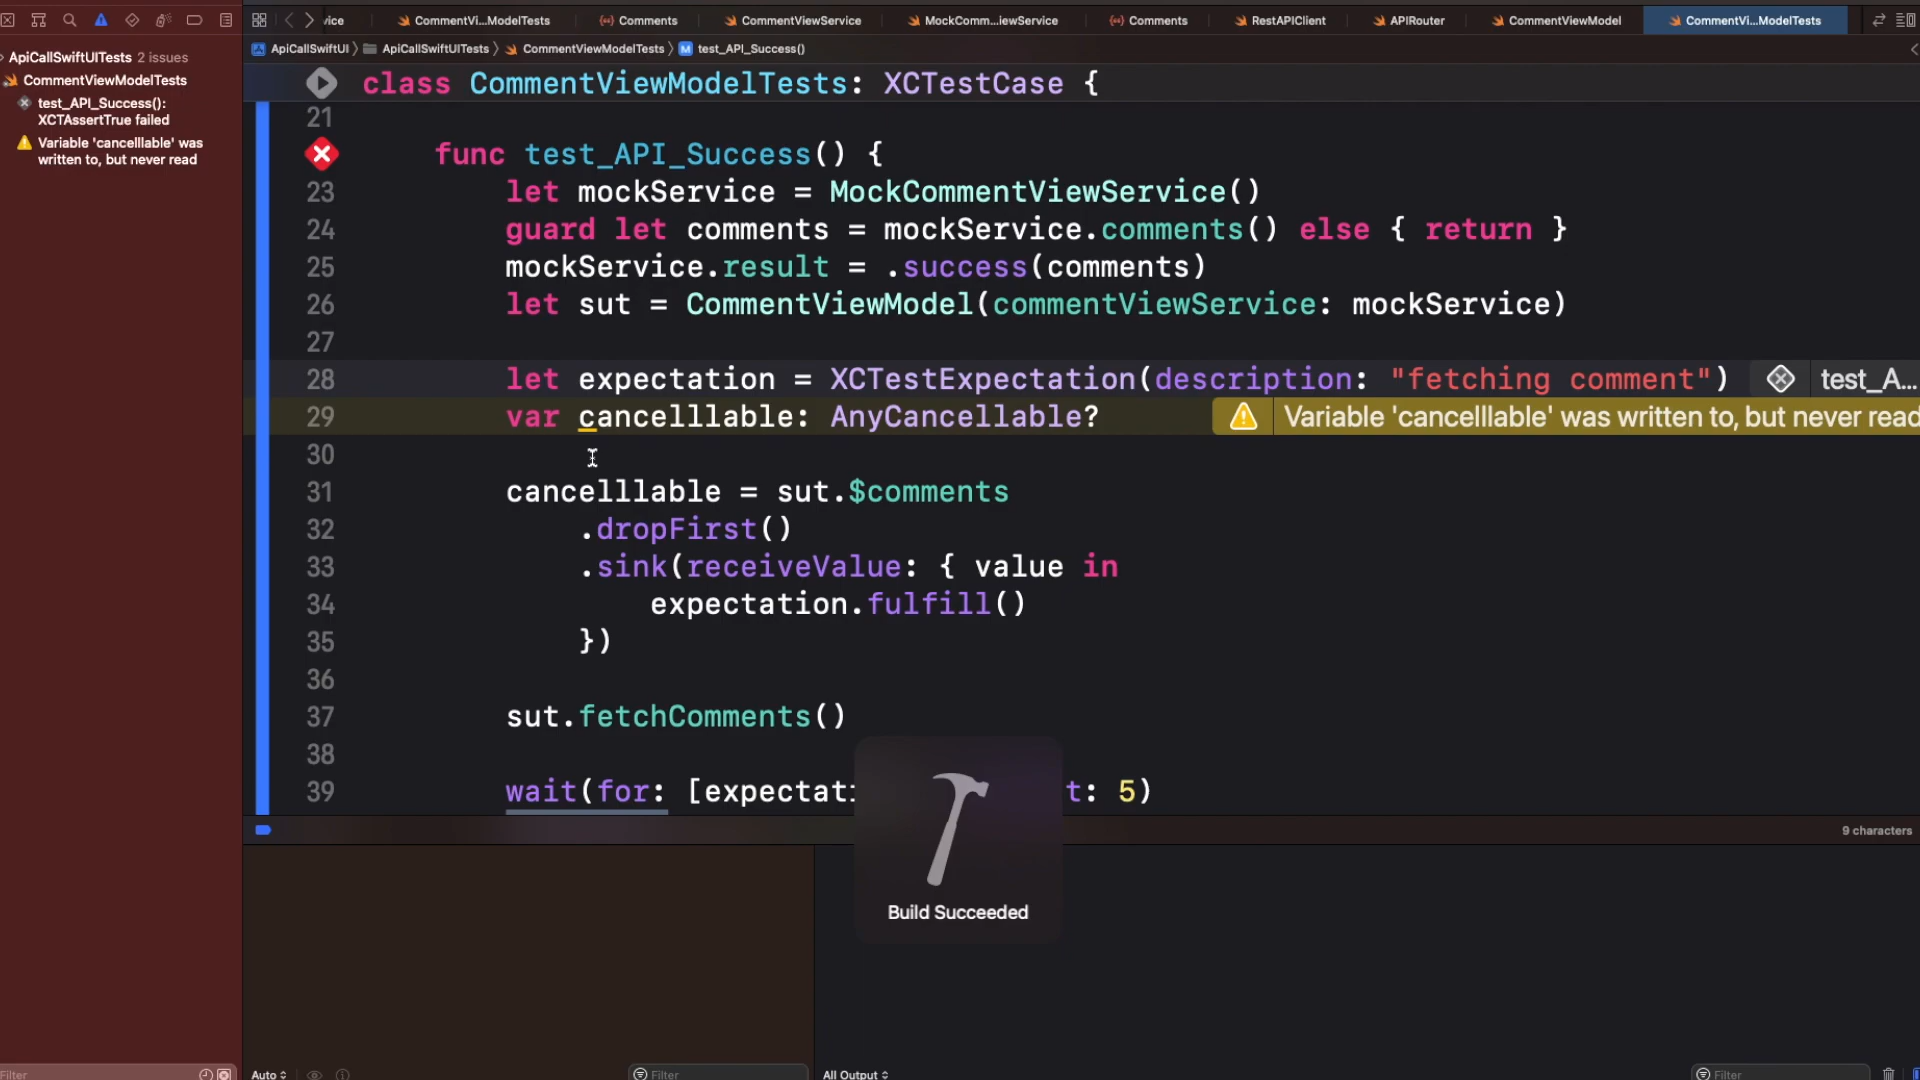 vice
CommentVi...ModelTests
Comments
CommentViewService
MockComm...iewService
Comments
RestAPIClient
APIRouter
CommentViewModel
CommentVi...ModelTests
ApiCallSwiftUI
ApiCallSwiftUITests
CommentViewModelTests
test_API_Success()
ApiCallSwiftUITests 2 issues
CommentViewModelTests
test_API_Success():
XCTAssertTrue failed
Variable 'cancelllable' was
written to, but never read
class CommentViewModelTests: XCTestCase {
21
func test_API_Success() {
23 let mockService = MockCommentViewService()
24 guard let comments = mockService.comments() else { return }
25 mockService.result = .success(comments)
26 let sut = CommentViewModel(commentViewService: mockService)
27
28 let expectation = XCTestExpectation(description: "fetching comment") test_A...
29 var cancelllable: AnyCancellable? Variable 'cancelllable' was written to, but never read
30
31 cancelllable = sut.$comments
32 .dropFirst()
33 .sink(receiveValue: { value in
34 expectation.fulfill()
35 })
36
37 sut.fetchComments()
38
39 wait(for: [expectati t: 5)
Build Succeeded
9 characters
Filter
Auto
Filter
All Output
Filter